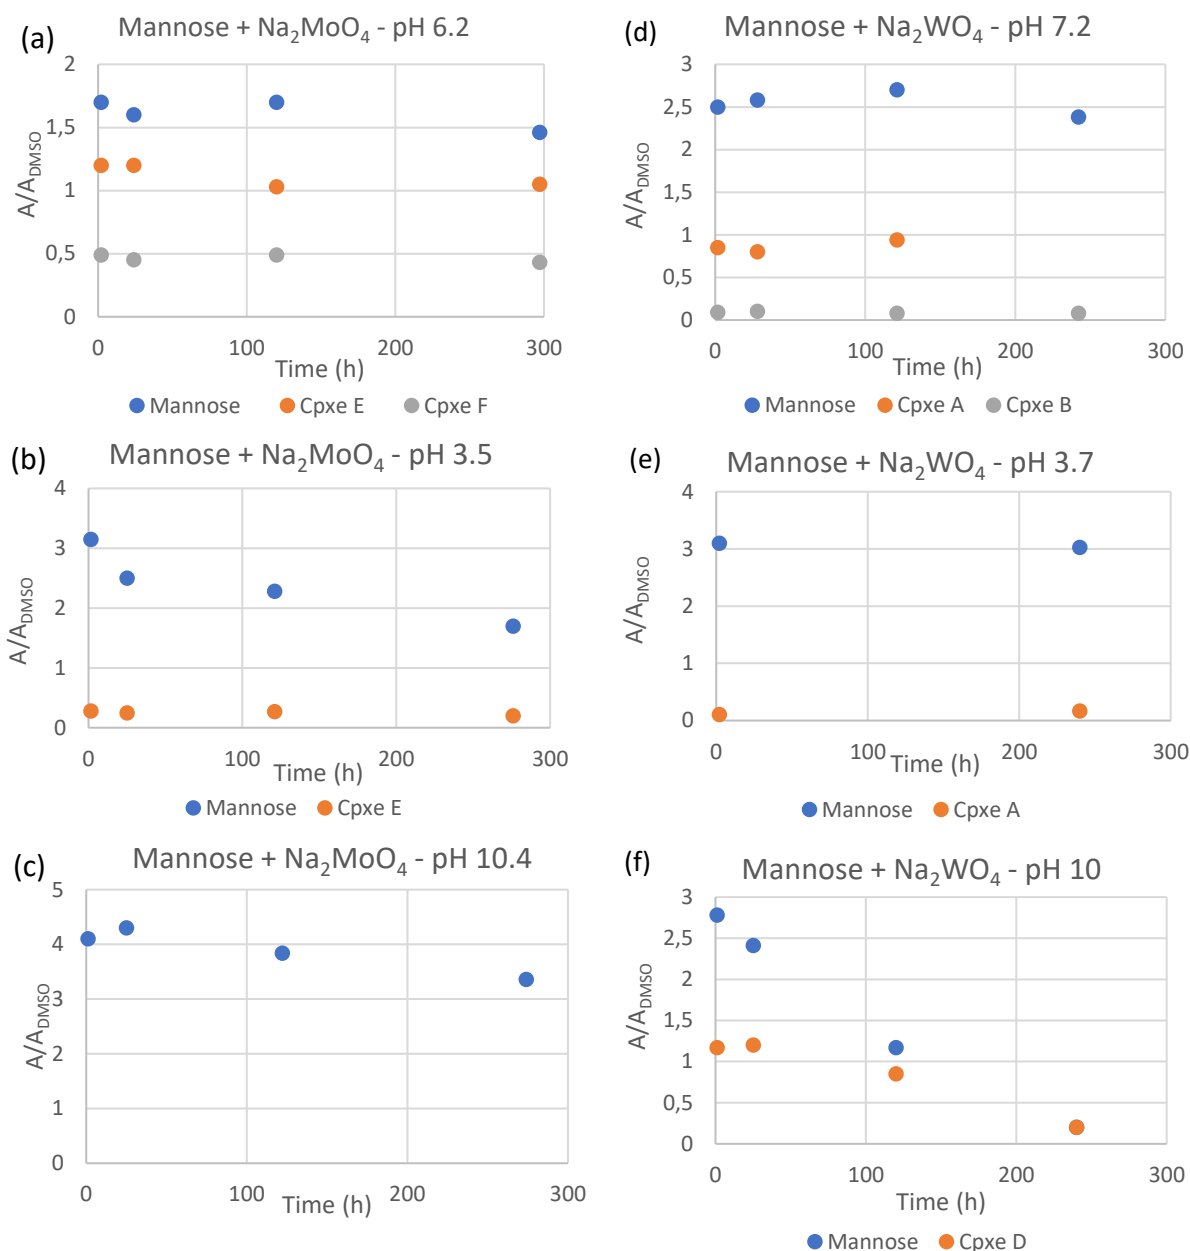 (a) Mannose + Na₂MoO₄ - pH 6.2
2
1,5
1
0,5
0
A/A_DMSO
0 100 200 300
Time (h)
Mannose Cpxe E Cpxe F
(d) Mannose + Na₂WO₄ - pH 7.2
3
2,5
2
1,5
1
0,5
0
A/A_DMSO
0 100 200 300
Time (h)
Mannose Cpxe A Cpxe B
(b) Mannose + Na₂MoO₄ - pH 3.5
4
3
2
1
0
A/A_DMSO
0 100 200 300
Time (h)
Mannose Cpxe E
(e) Mannose + Na₂WO₄ - pH 3.7
4
3
2
1
0
A/A_DMSO
0 100 200 300
Time (h)
Mannose Cpxe A
(c) Mannose + Na₂MoO₄ - pH 10.4
5
4
3
2
1
0
A/A_DMSO
0 100 200 300
Time (h)
(f) Mannose + Na₂WO₄ - pH 10
3
2,5
2
1,5
1
0,5
0
A/A_DMSO
0 100 200 300
Time (h)
Mannose Cpxe D